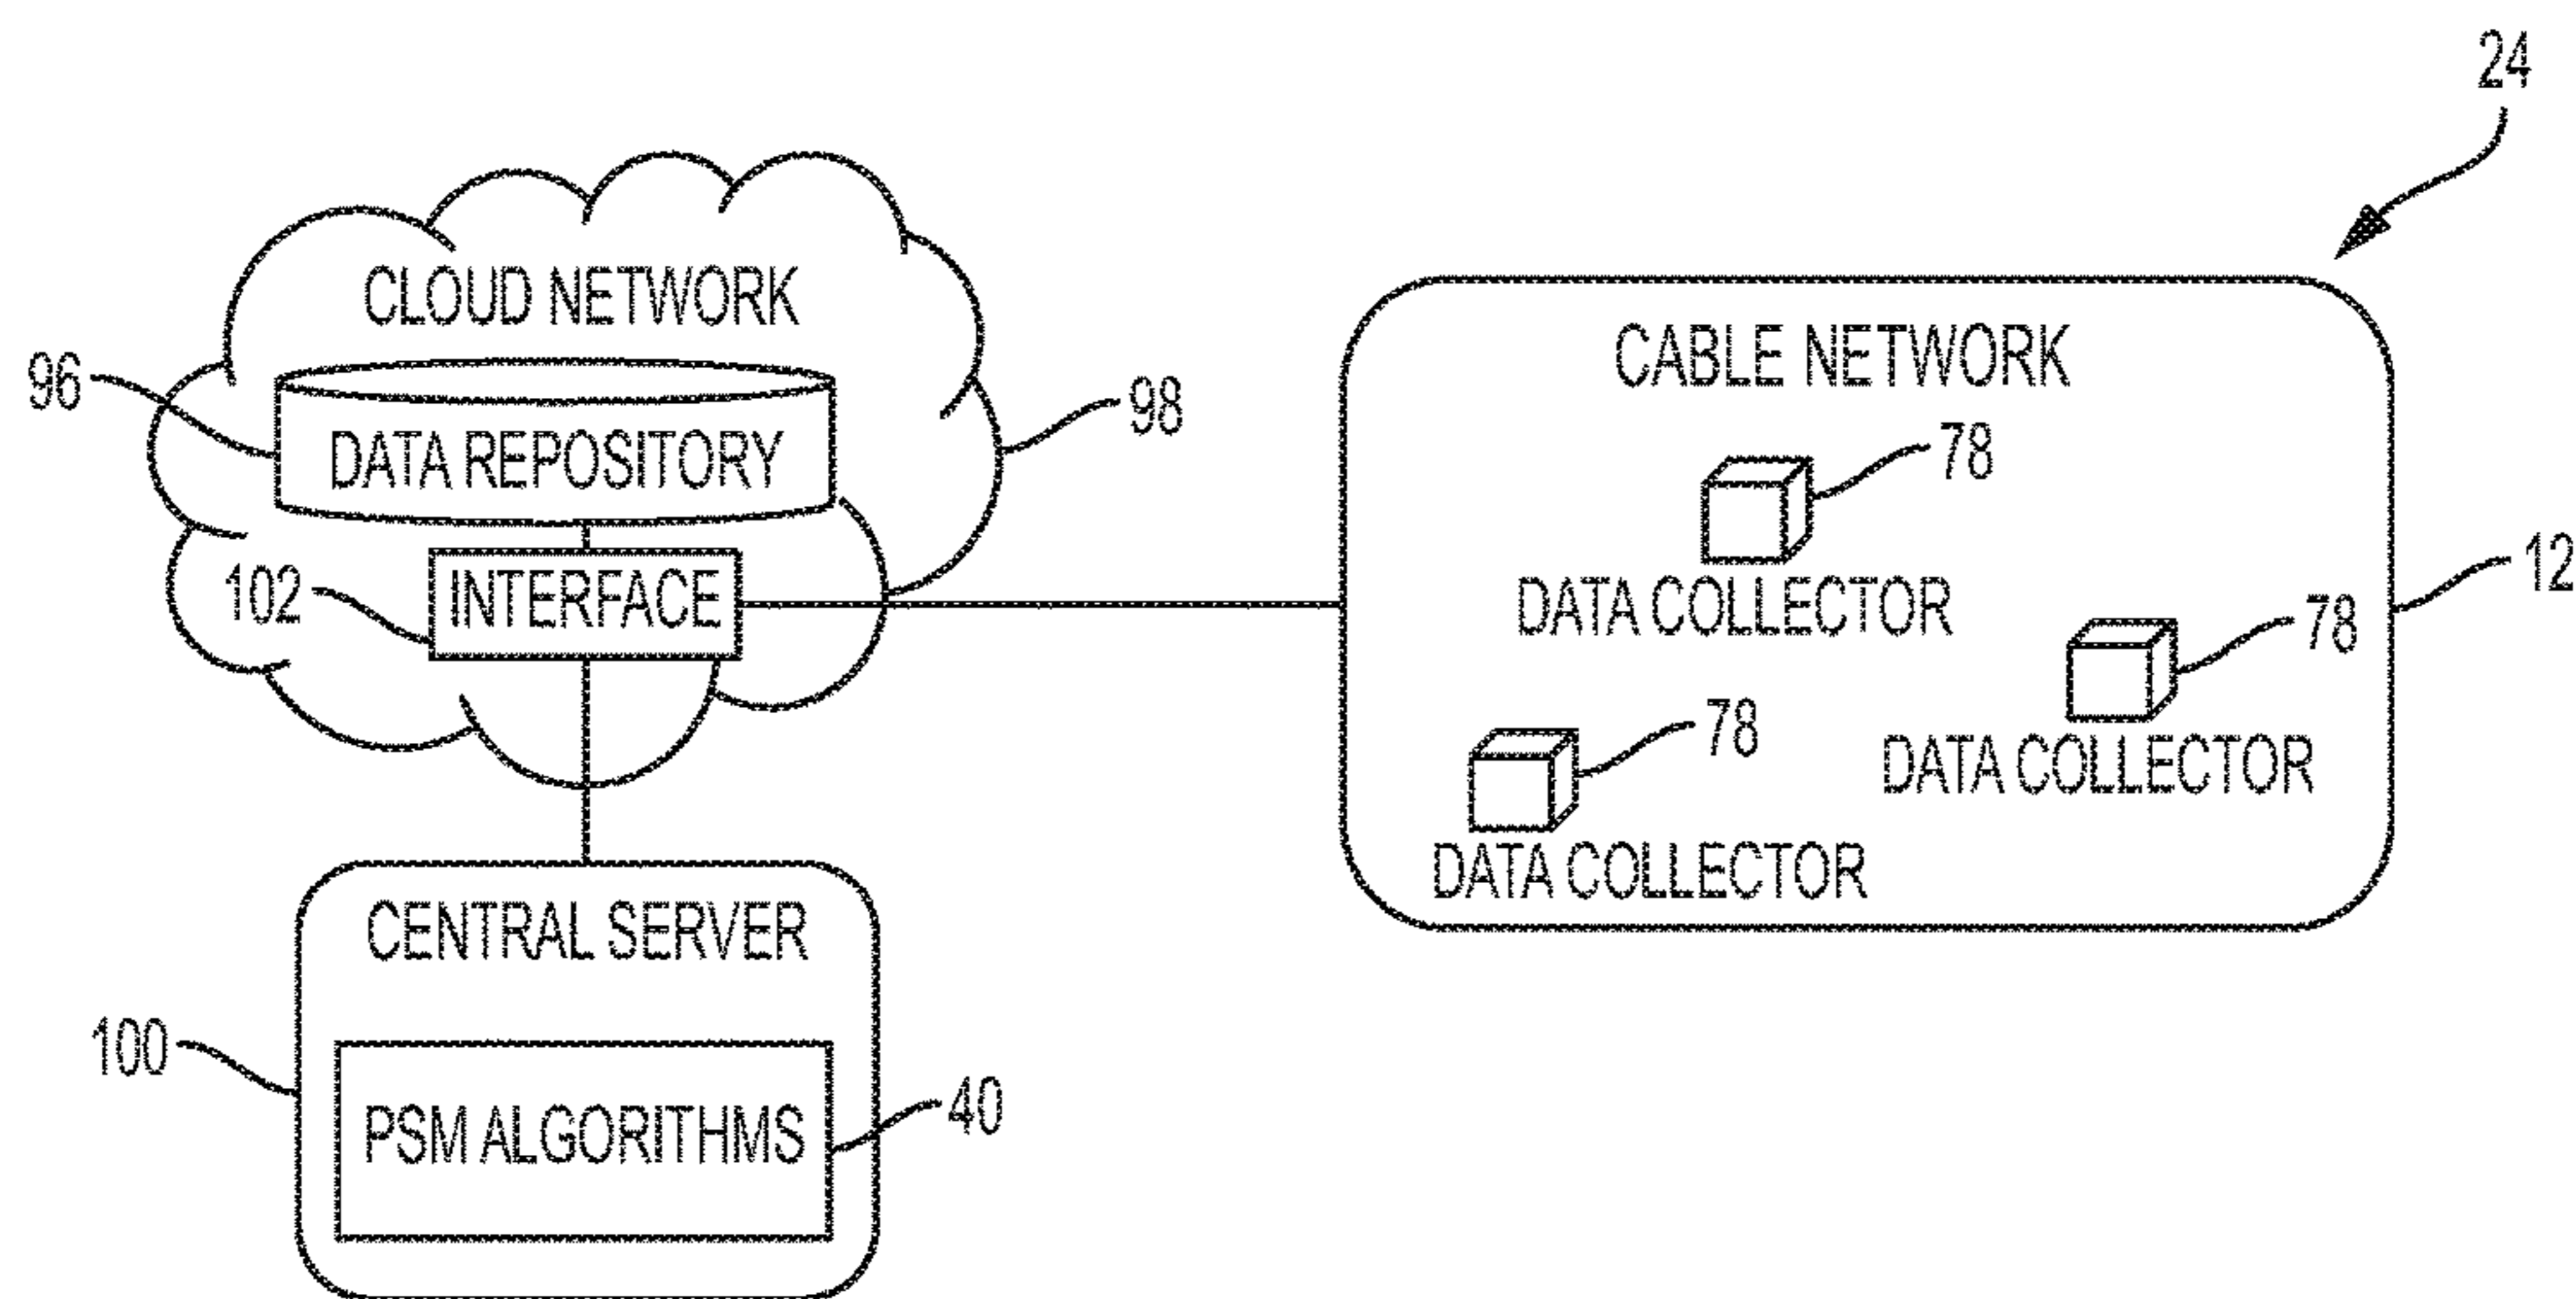 24
CLOUD NETWORK
96
DATA REPOSITORY
98
102
INTERFACE
CABLE NETWORK
78
DATA COLLECTOR
12
78
DATA COLLECTOR
78
DATA COLLECTOR
CENTRAL SERVER
100
PSM ALGORITHMS
40